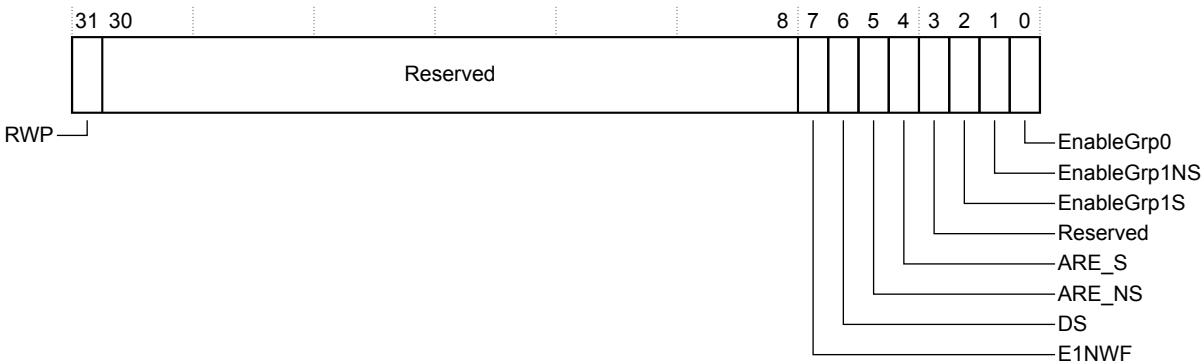 31 30 8 7 6 5 4 3 2 1 0
Reserved
RWP
EnableGrp0
EnableGrp1NS
EnableGrp1S
Reserved
ARE_S
ARE_NS
DS
E1NWF